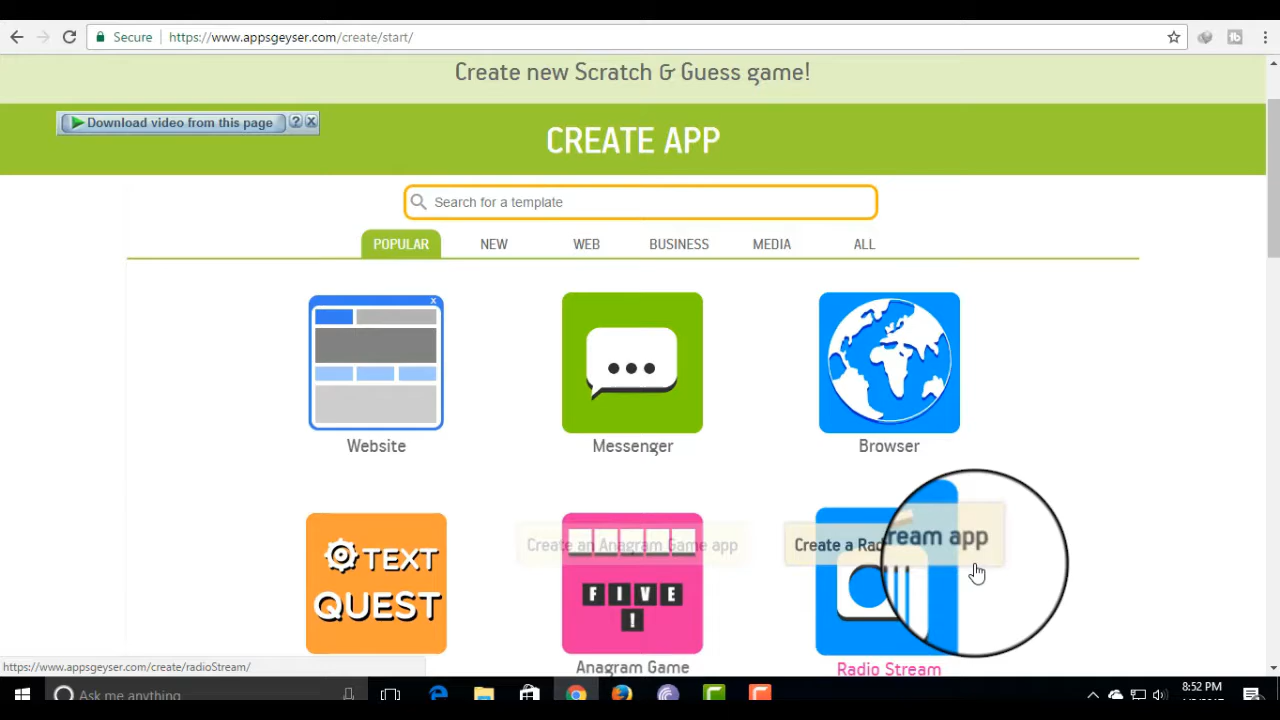 Secure
https://www.appsgeyser.com/create/start/
Create new Scratch & Guess game!
Download video from this page
CREATE APP
Search for a template
POPULAR
NEW
WEB
BUSINESS
MEDIA
ALL
Website
Messenger
Browser
TEXT
QUEST
Create an Anagram Game app
FIVE
!
Create a Rad
ream app
https://www.appsgeyser.com/create/radioStream/
Anagram Game
Radio Stream
Ask me anything
8:52 PM